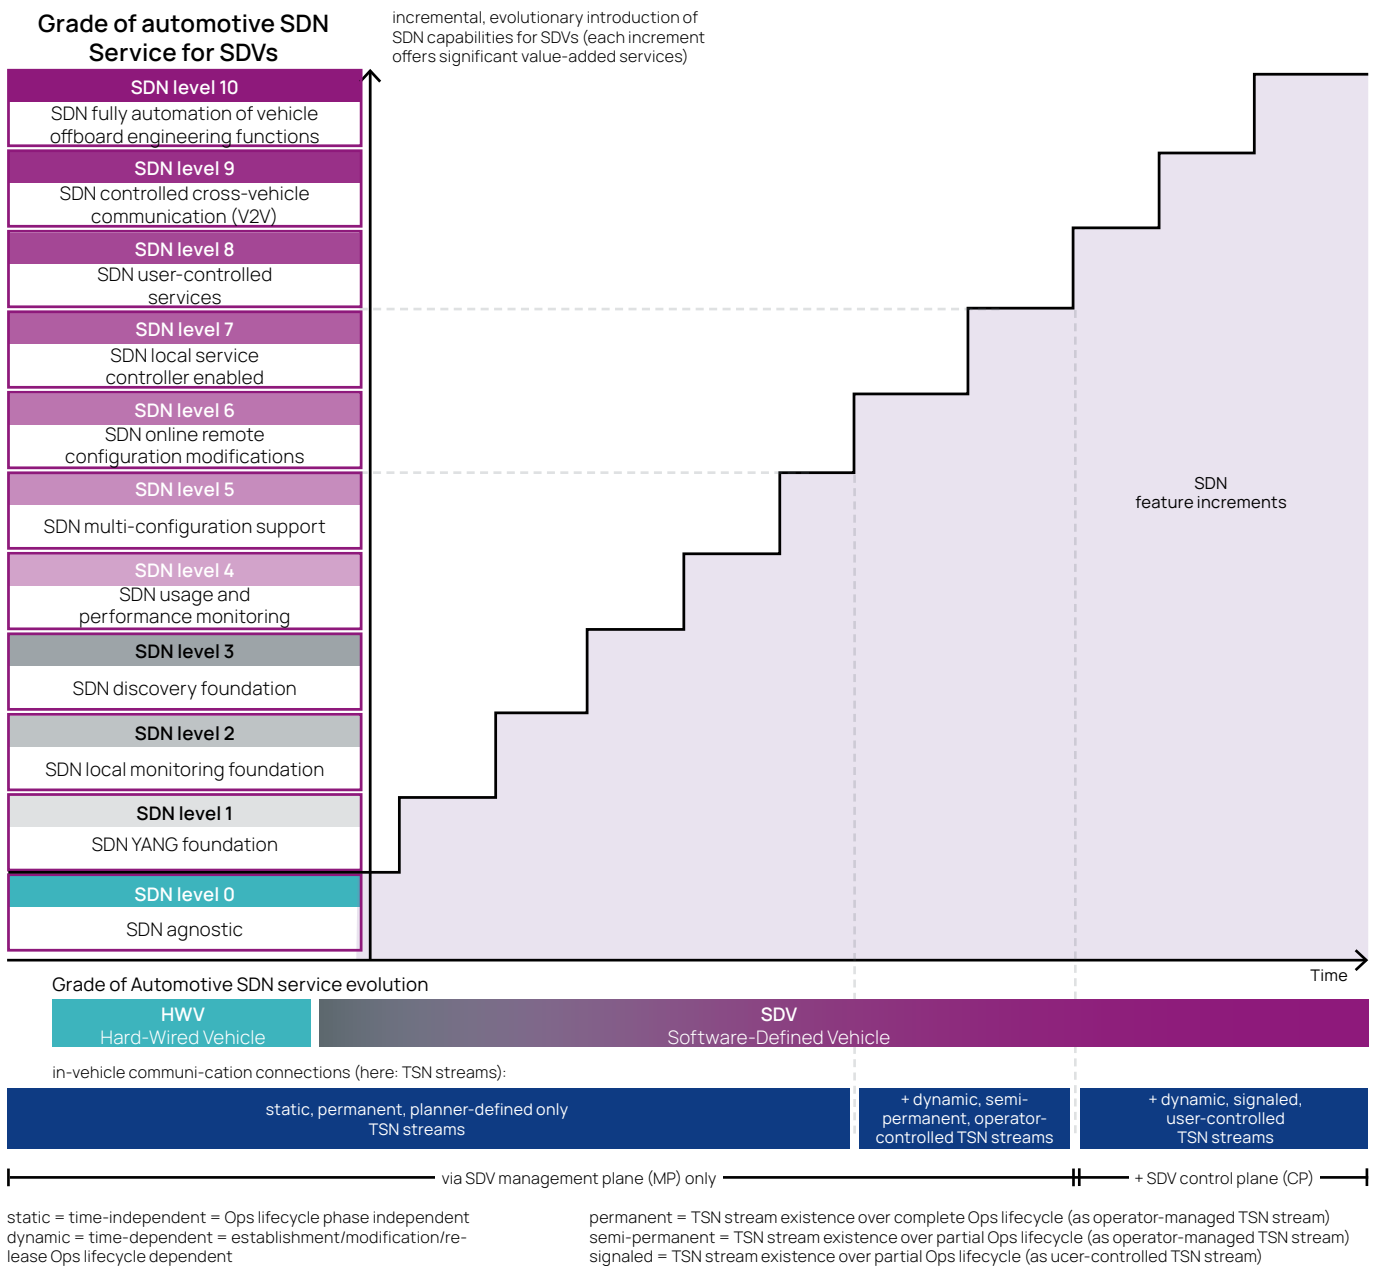 Grade of automotive SDN
Service for SDVs
incremental, evolutionary introduction of
SDN capabilities for SDVs (each increment
offers significant value-added services)
SDN level 10
SDN fully automation of vehicle
offboard engineering functions
SDN level 9
SDN controlled cross-vehicle
communication (V2V)
SDN level 8
SDN user-controlled
services
SDN level 7
SDN local service
controller enabled
SDN level 6
SDN online remote
configuration modifications
SDN level 5
SDN multi-configuration support
SDN level 4
SDN usage and
performance monitoring
SDN level 3
SDN discovery foundation
SDN level 2
SDN local monitoring foundation
SDN level 1
SDN YANG foundation
SDN level 0
SDN agnostic
SDN
feature increments
Time
Grade of Automotive SDN service evolution
HWV
Hard-Wired Vehicle
SDV
Software-Defined Vehicle
in-vehicle communi-cation connections (here: TSN streams):
static, permanent, planner-defined only
TSN streams
+ dynamic, semi-
permanent, operator-
controlled TSN streams
+ dynamic, signaled,
user-controlled
TSN streams
via SDV management plane (MP) only
+ SDV control plane (CP)
static = time-independent = Ops lifecycle phase independent
dynamic = time-dependent = establishment/modification/re-
lease Ops lifecycle dependent
permanent = TSN stream existence over complete Ops lifecycle (as operator-managed TSN stream)
semi-permanent = TSN stream existence over partial Ops lifecycle (as operator-managed TSN stream)
signaled = TSN stream existence over partial Ops lifecycle (as ucer-controlled TSN stream)